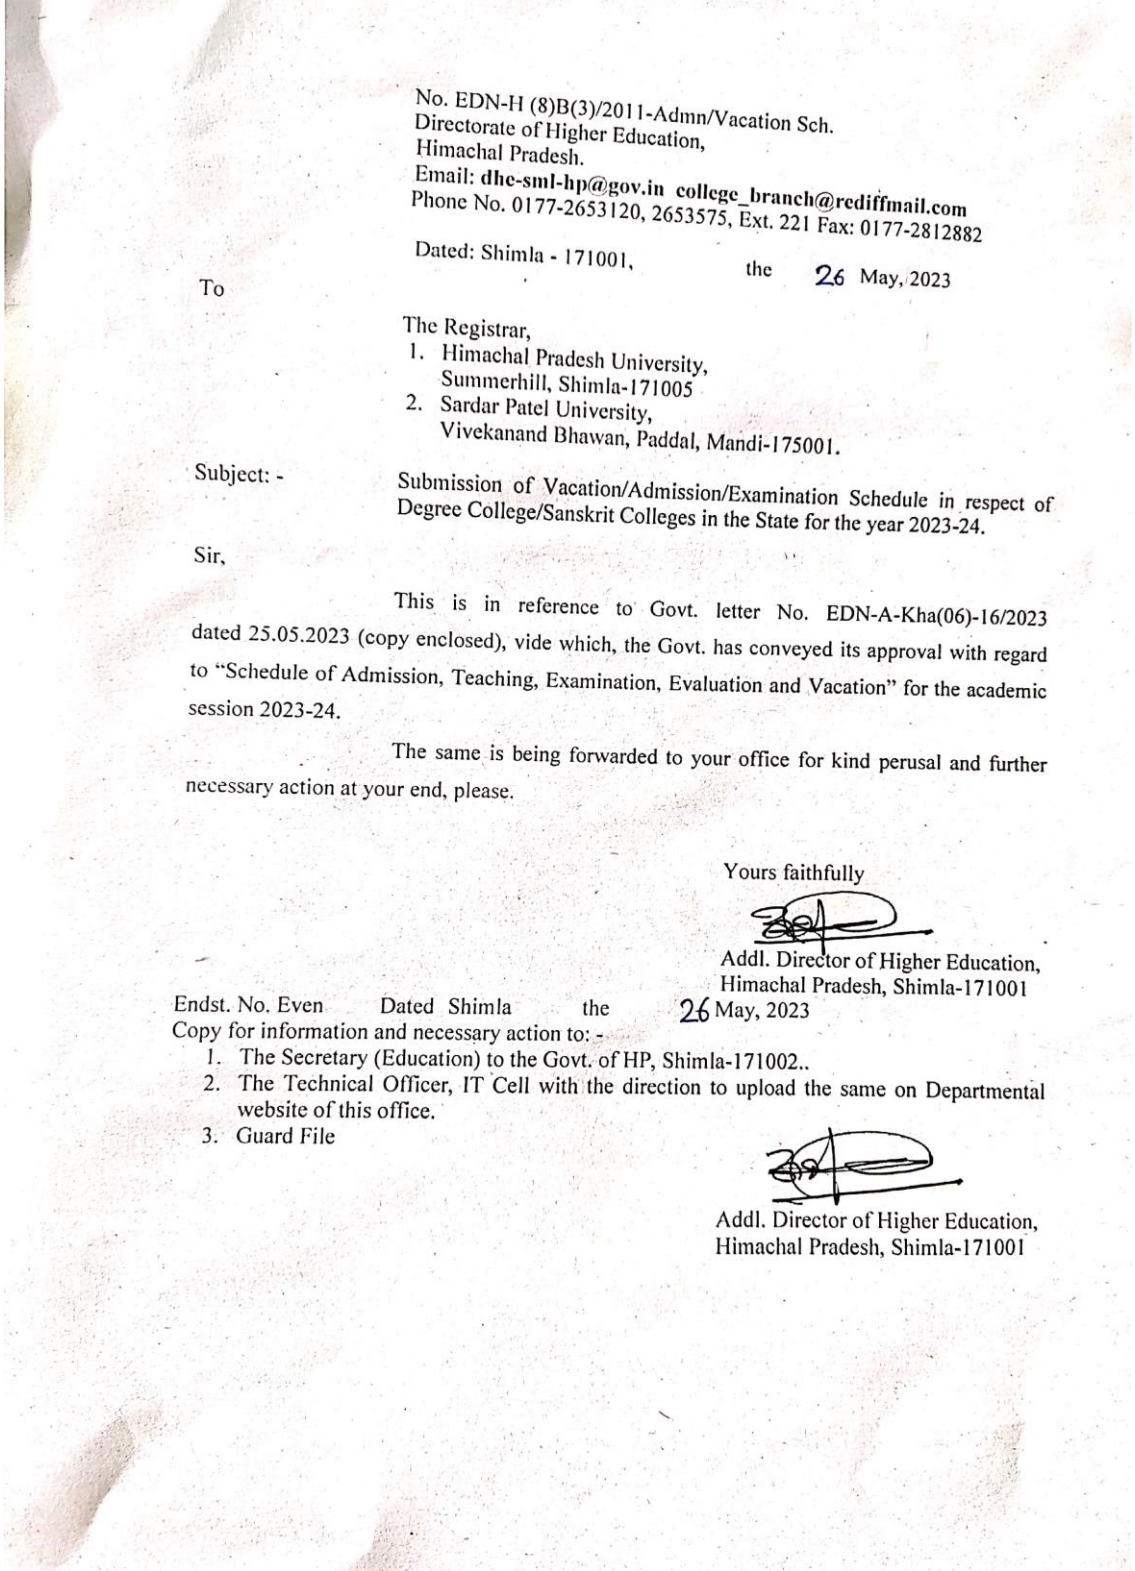 No. EDN-H (8)B(3)/2011-Admn/Vacation Sch.
Directorate of Higher Education,
Himachal Pradesh.
Email: dhe-sml-hp@gov.in college_branch@rediffmail.com
Phone No. 0177-2653120, 2653575, Ext. 221 Fax: 0177-2812882
Dated: Shimla - 171001, the 26 May, 2023
To
The Registrar,
1. Himachal Pradesh University,
Summerhill, Shimla-171005
2. Sardar Patel University,
Vivekanand Bhawan, Paddal, Mandi-175001.
Subject: - Submission of Vacation/Admission/Examination Schedule in respect of
Degree College/Sanskrit Colleges in the State for the year 2023-24.
Sir,
This is in reference to Govt. letter No. EDN-A-Kha(06)-16/2023
dated 25.05.2023 (copy enclosed), vide which, the Govt. has conveyed its approval with regard
to “Schedule of Admission, Teaching, Examination, Evaluation and Vacation” for the academic
session 2023-24.
The same is being forwarded to your office for kind perusal and further
necessary action at your end, please.
Yours faithfully
Addl. Director of Higher Education,
Himachal Pradesh, Shimla-171001
Endst. No. Even Dated Shimla the 26 May, 2023
Copy for information and necessary action to: -
1. The Secretary (Education) to the Govt. of HP, Shimla-171002..
2. The Technical Officer, IT Cell with the direction to upload the same on Departmental
website of this office.
3. Guard File
Addl. Director of Higher Education,
Himachal Pradesh, Shimla-171001